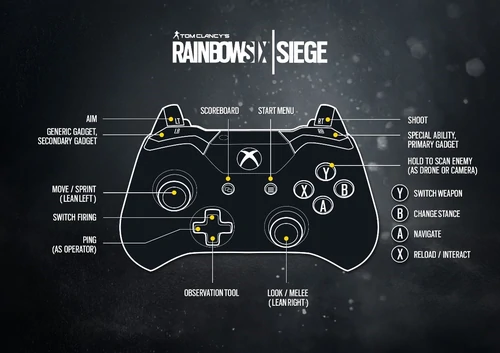 TOM CLANCY'S
RAINBOWSIX | SIEGE
SCOREBOARD
START MENU
AIM
LT
RT
SHOOT
GENERIC GADGET,
SECONDARY GADGET
LB
RB
SPECIAL ABILITY,
PRIMARY GADGET
HOLD TO SCAN ENEMY
(AS DRONE OR CAMERA)
Y
X
B
A
MOVE / SPRINT
(LEAN LEFT)
SWITCH FIRING
PING
(AS OPERATOR)
Y SWITCH WEAPON
B CHANGE STANCE
A NAVIGATE
X RELOAD / INTERACT
OBSERVATION TOOL
LOOK / MELEE
(LEAN RIGHT)